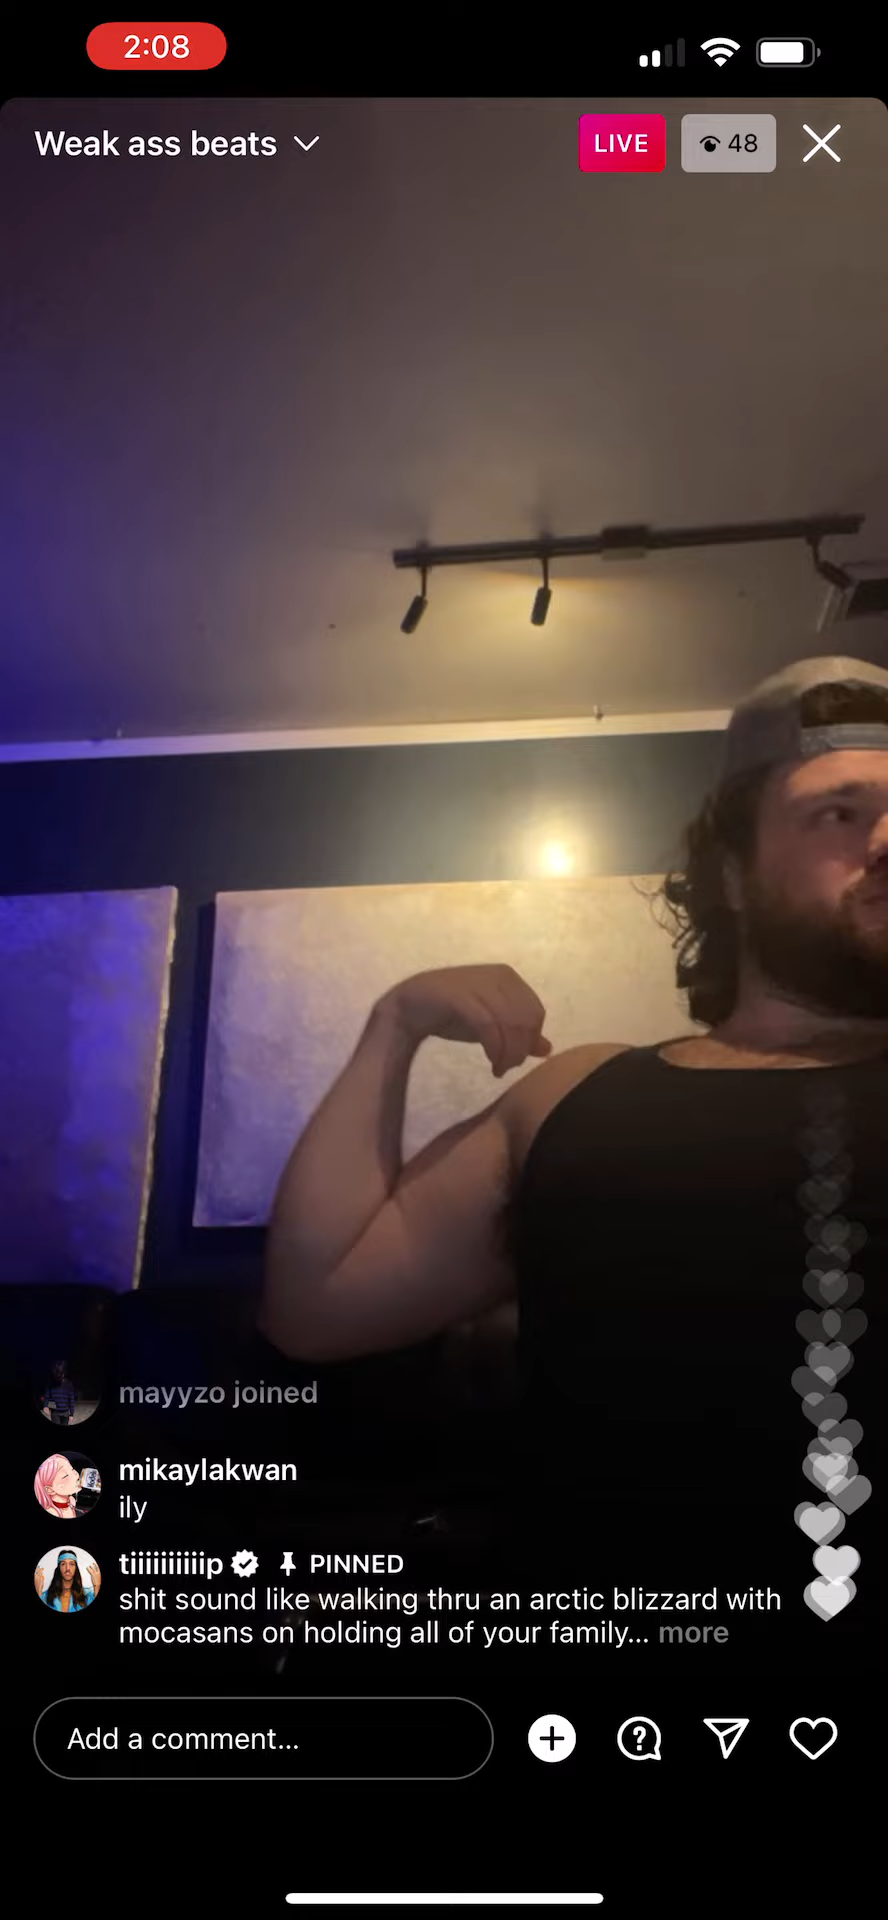 2:08
Weak ass beats
LIVE
48
mayyzo joined
mikaylakwan
ily
tiiiiiiiiiip PINNED
shit sound like walking thru an arctic blizzard with
mocasans on holding all of your family... more
Add a comment...